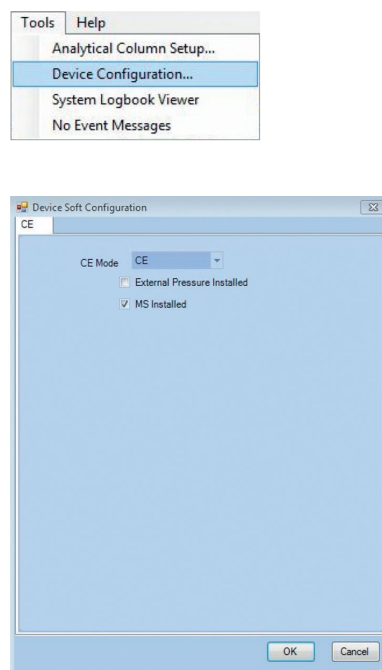 Tools Help
Analytical Column Setup...
Device Configuration...
System Logbook Viewer
No Event Messages
Device Soft Configuration
CE
CE Mode CE
External Pressure Installed
MS Installed
OK Cancel